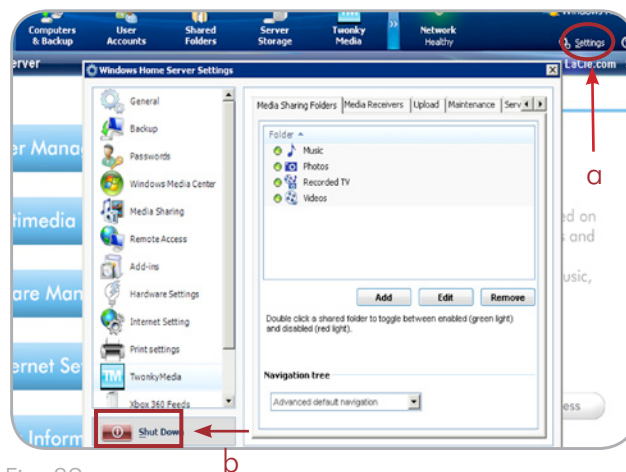 Computers & Backup
User Accounts
Shared Folders
Server Storage
Twonky Media
»
Network Healthy
Settings
erver
LaCie.com
Windows Home Server Settings
a
General
Backup
Passwords
Windows Media Center
Media Sharing
Remote Access
Add-ins
Hardware Settings
Internet Setting
Print settings
TwonkyMedia
Xbox 360 Feeds
Shut Down
b
Media Sharing Folders
Media Receivers
Upload
Maintenance
Serv
Folder
Music
Photos
Recorded TV
Videos
Add
Edit
Remove
Double click a shared folder to toggle between enabled (green light)
and disabled (red light).
Navigation tree
Advanced default navigation
er Mana
timedia
are Man
ernet Se
Inform
ed on
s and
usic,
ess